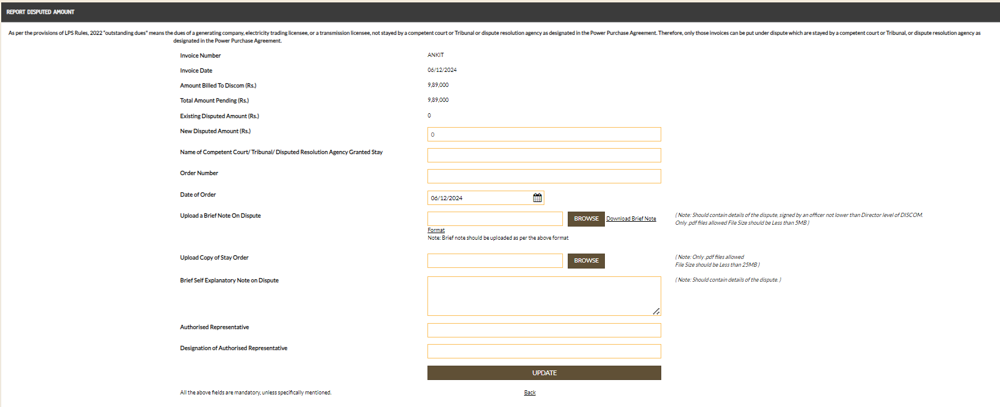 REPORT DISPUTED AMOUNT
As per the provisions of LPS Rules, 2022 "outstanding dues" means the dues of a generating company, electricity trading licensee, or a transmission licensee, not stayed by a competent court or Tribunal or dispute resolution agency as designated in the Power Purchase Agreement. Therefore, only those invoices can be put under dispute which are stayed by a competent court or Tribunal, or dispute resolution agency as
designated in the Power Purchase Agreement.
Invoice Number ANKIT
Invoice Date 06/12/2024
Amount Billed To Discom (Rs.) 9,89,000
Total Amount Pending (Rs.) 9,89,000
Existing Disputed Amount (Rs.) 0
New Disputed Amount (Rs.) 0
Name of Competent Court/ Tribunal/ Disputed Resolution Agency Granted Stay
Order Number
Date of Order 06/12/2024
Upload a Brief Note On Dispute BROWSE Download Brief Note
Format
Note: Brief note should be uploaded as per the above format
( Note: Should contain details of the dispute, signed by an officer not lower than Director level of DISCOM.
Only .pdf files allowed File Size should be Less than 5MB )
Upload Copy of Stay Order BROWSE
( Note: Only .pdf files allowed
File Size should be Less than 25MB )
Brief Self Explanatory Note on Dispute ( Note: Should contain details of the dispute. )
Authorised Representative
Designation of Authorised Representative
UPDATE
All the above fields are mandatory, unless specifically mentioned. Back